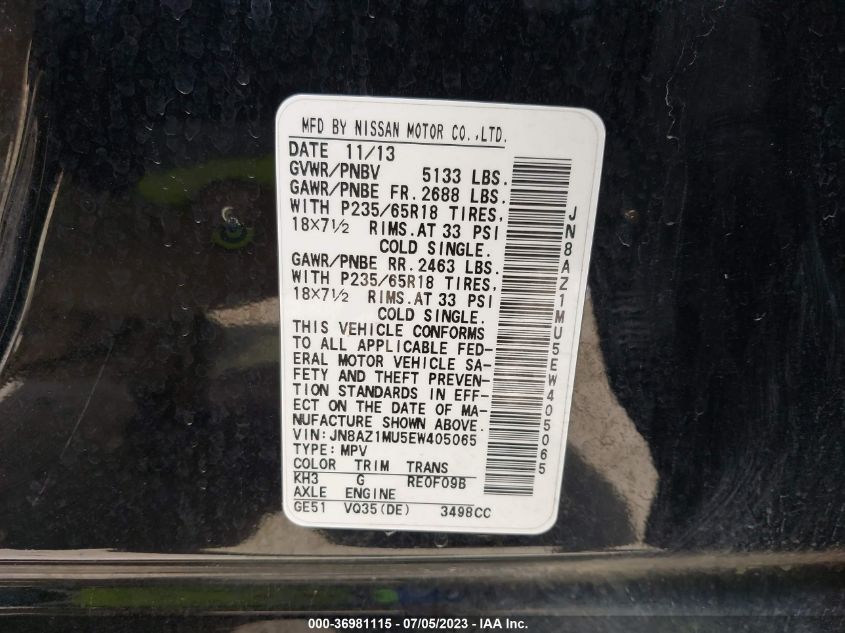 MFD BY NISSAN MOTOR CO.,LTD.
DATE 11/13
GVWR/PNBV 5133 LBS.
GAWR/PNBE FR. 2688 LBS.
WITH P235/65R18 TIRES,
18X7½ RIMS.AT 33 PSI
COLD SINGLE.
GAWR/PNBE RR. 2463 LBS.
WITH P235/65R18 TIRES,
18X7½ RIMS.AT 33 PSI
COLD SINGLE.
THIS VEHICLE CONFORMS
TO ALL APPLICABLE FED-
ERAL MOTOR VEHICLE SA-
FETY AND THEFT PREVEN-
TION STANDARDS IN EFF-
ECT ON THE DATE OF MA-
NUFACTURE SHOWN ABOVE.
VIN:JN8AZ1MU5EW405065
TYPE: MPV
COLOR TRIM TRANS
KH3 G RE0F09B
AXLE ENGINE
GE51 VQ35(DE) 3498CC
JN8AZ1MU5EW405065
000-36981115 - 07/05/2023 - © IAA Inc.